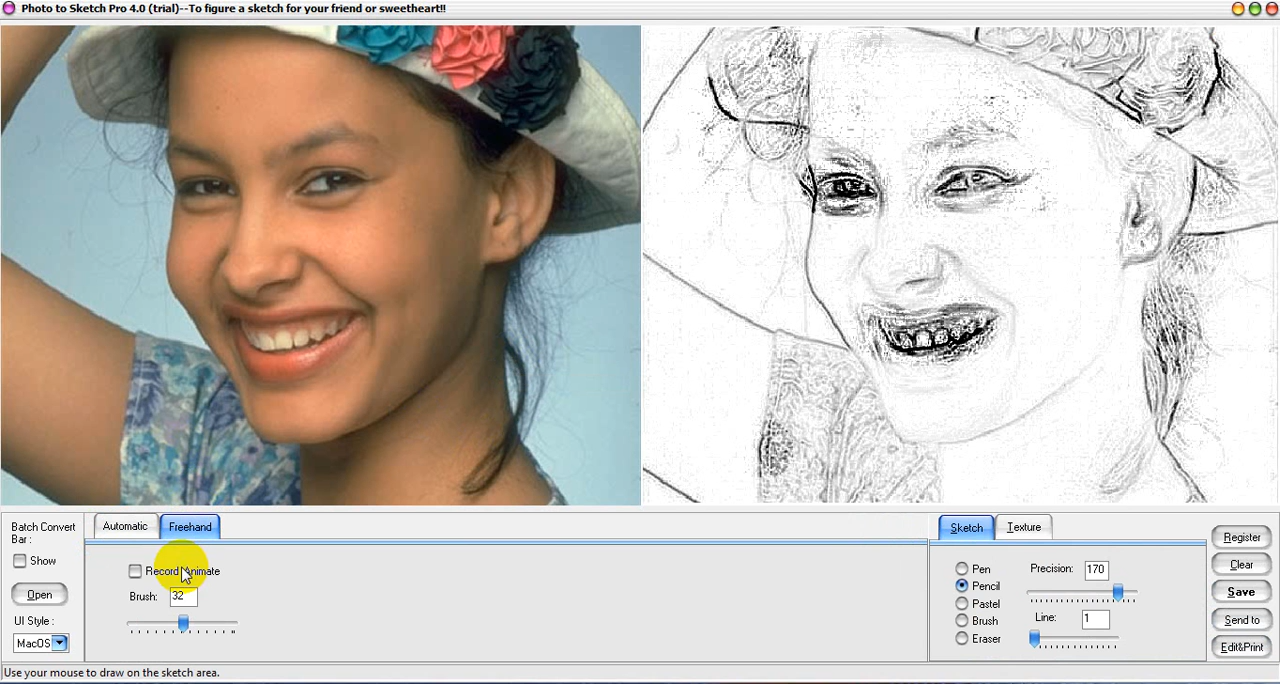 Photo to Sketch Pro 4.0 (trial)--To figure a sketch for your friend or sweetheart!!
Batch Convert
Bar :
Show
Open
UI Style :
MacOS
Automatic
Freehand
Record Animate
Brush:
32
Sketch
Texture
Pen
Pencil
Pastel
Brush
Eraser
Precision:
170
Line:
1
Register
Clear
Save
Send to
Edit&Print
Use your mouse to draw on the sketch area.